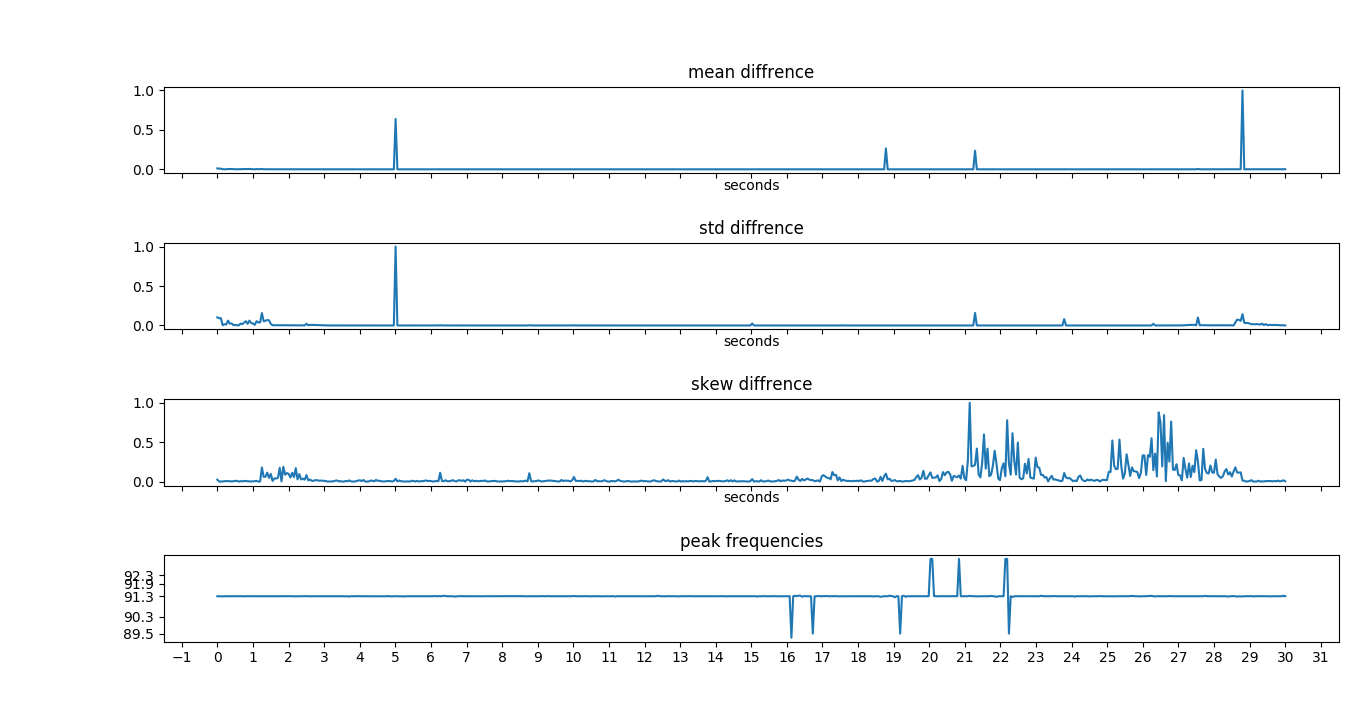 mean diffrence
1.0
0.5
0.0
seconds
std diffrence
1.0
0.5
0.0
seconds
skew diffrence
1.0
0.5
0.0
seconds
peak frequencies
92.3
91.9
91.3
90.3
89.5
−1 0 1 2 3 4 5 6 7 8 9 10 11 12 13 14 15 16 17 18 19 20 21 22 23 24 25 26 27 28 29 30 31